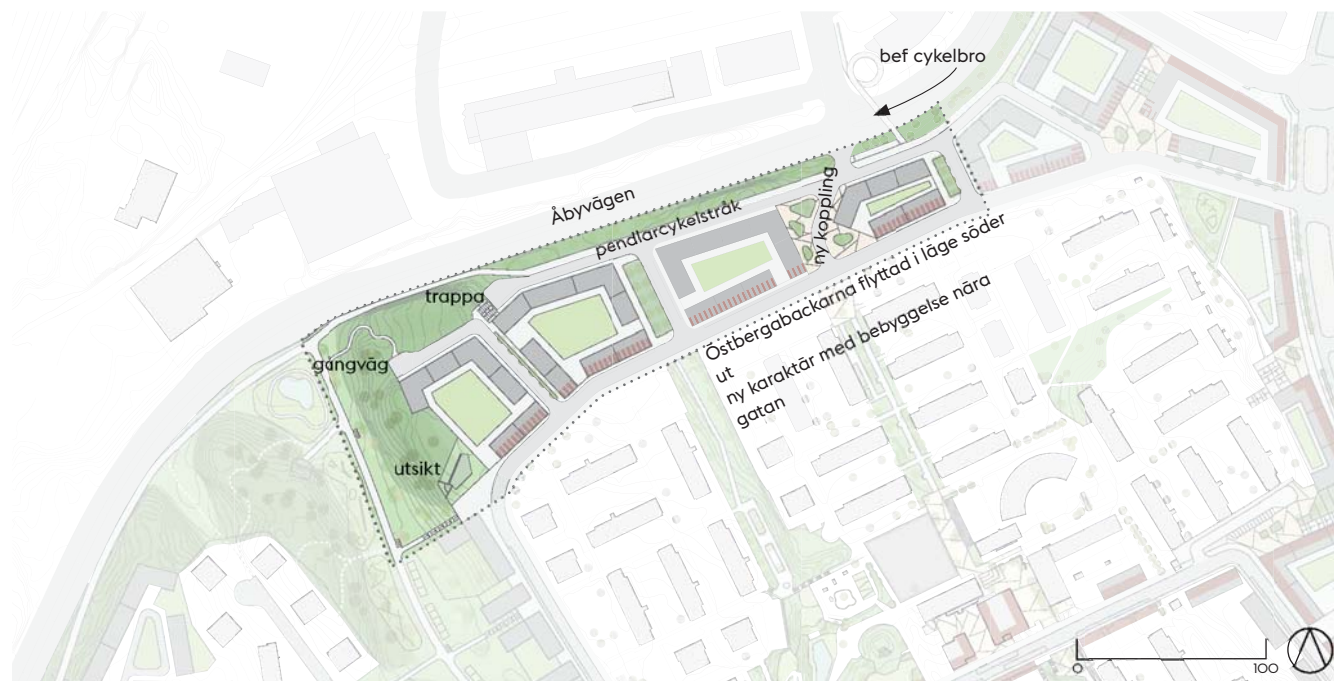 bef cykelbro
Åbyvägen
pendlarcykelstråk
ny koppling
trappa
gångväg
utsikt
Östbergabackarna flyttad i läge söder
ut
ny karaktär med bebyggelse nära
gatan
0
100